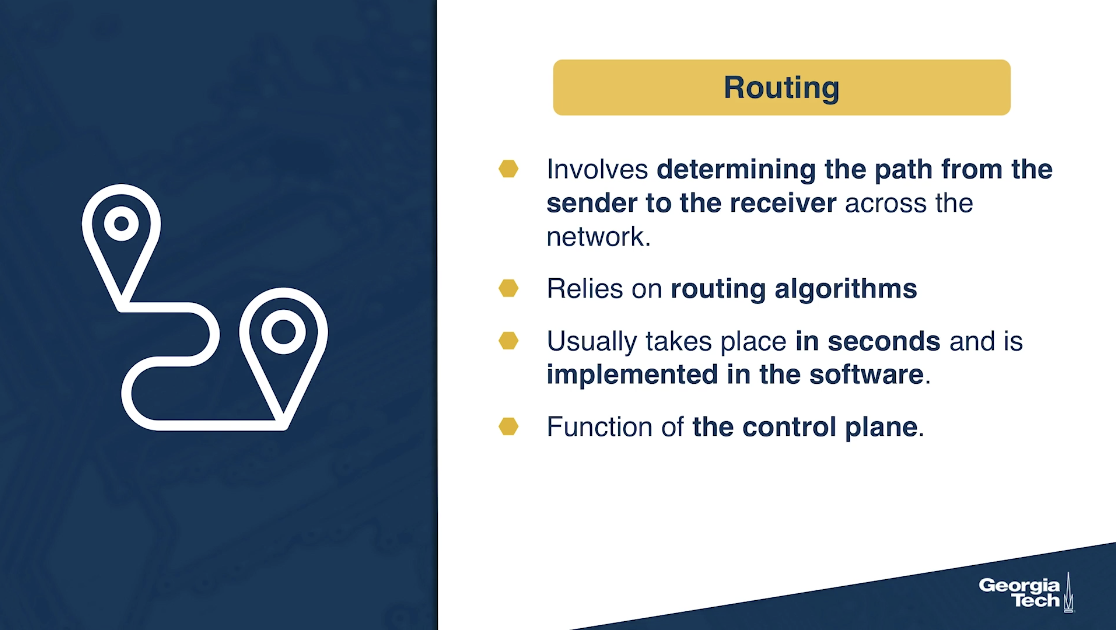 Routing
Involves determining the path from the
sender to the receiver across the
network.
Relies on routing algorithms
Usually takes place in seconds and is
implemented in the software.
Function of the control plane.
Georgia
Tech